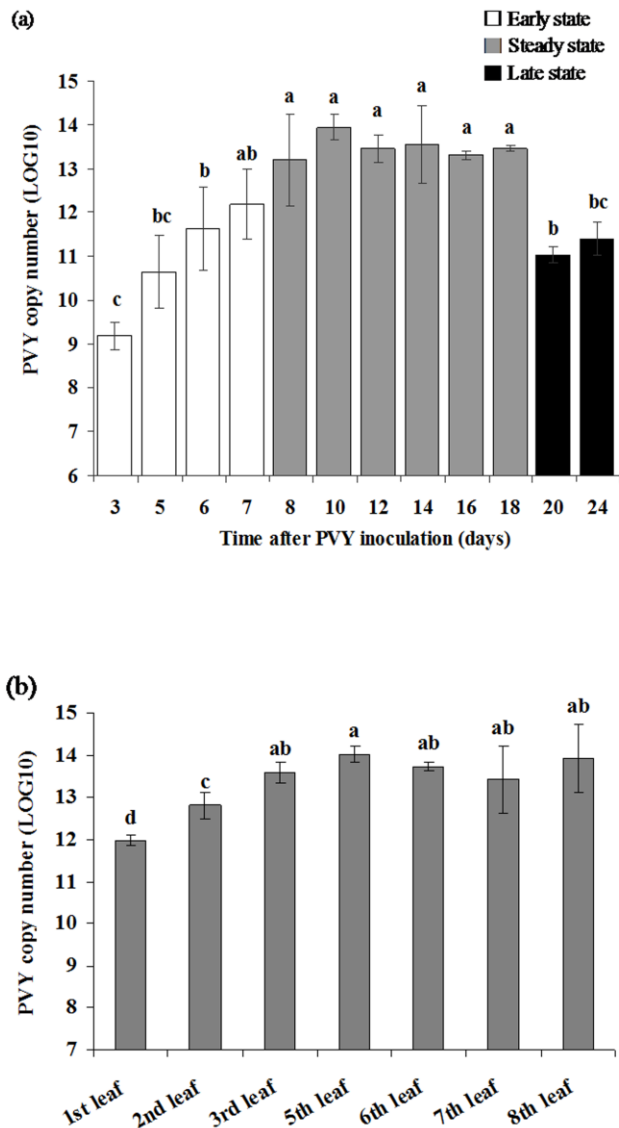 (a)
Early state
Steady state
Late state
PVY copy number (LOG10)
15
14
13
12
11
10
9
8
7
6
c
bc
b
ab
a
a
a
a
a
a
b
bc
3 5 6 7 8 10 12 14 16 18 20 24
Time after PVY inoculation (days)
(b)
PVY copy number (LOG10)
15
14
13
12
11
10
9
8
7
d
c
ab
a
ab
ab
ab
1st leaf
2nd leaf
3rd leaf
5th leaf
6th leaf
7th leaf
8th leaf